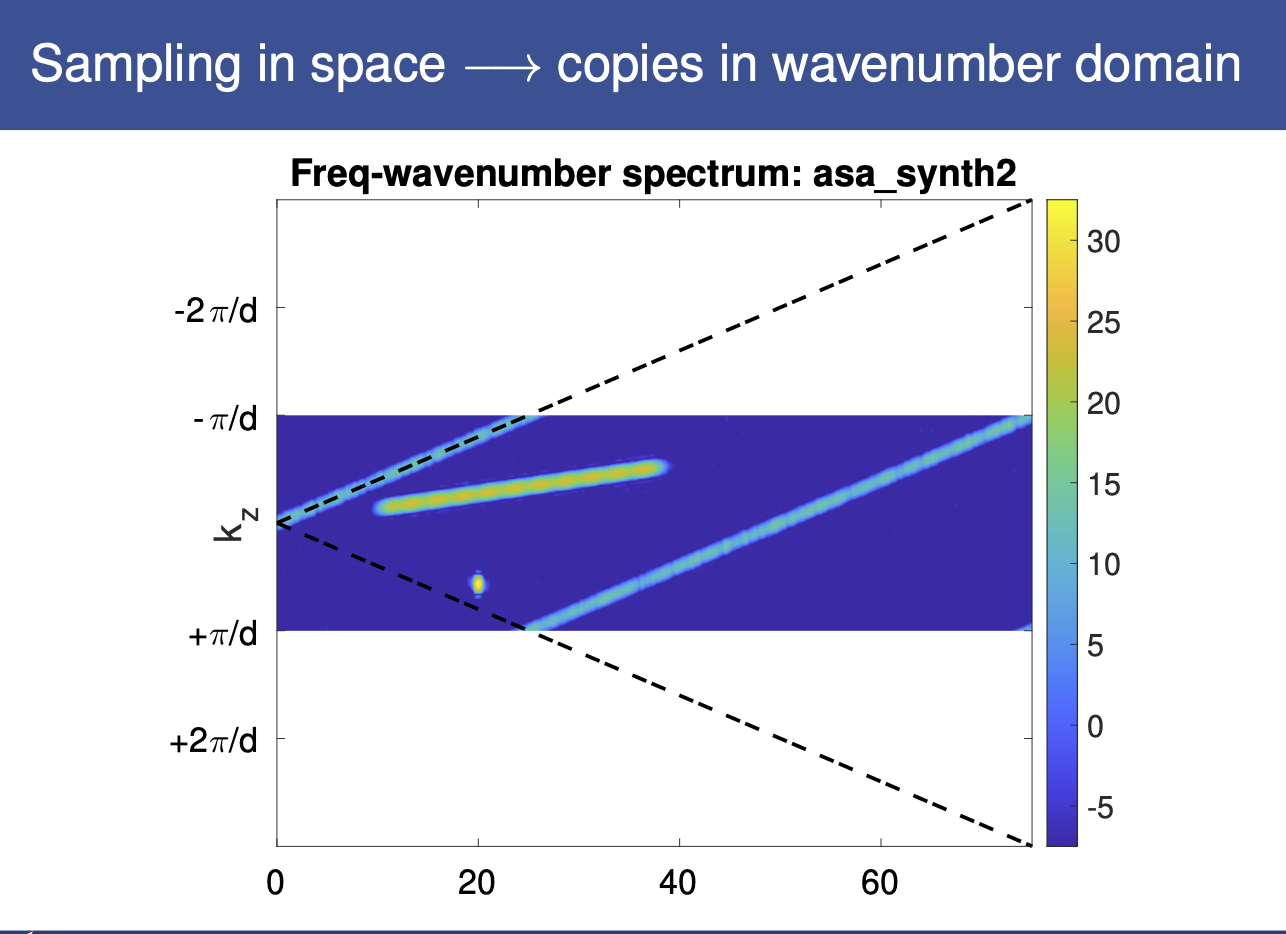 Sampling in space ⟶ copies in wavenumber domain
Freq-wavenumber spectrum: asa_synth2
-2π/d
-π/d
k_z
+π/d
+2π/d
0 20 40 60
30
25
20
15
10
5
0
-5